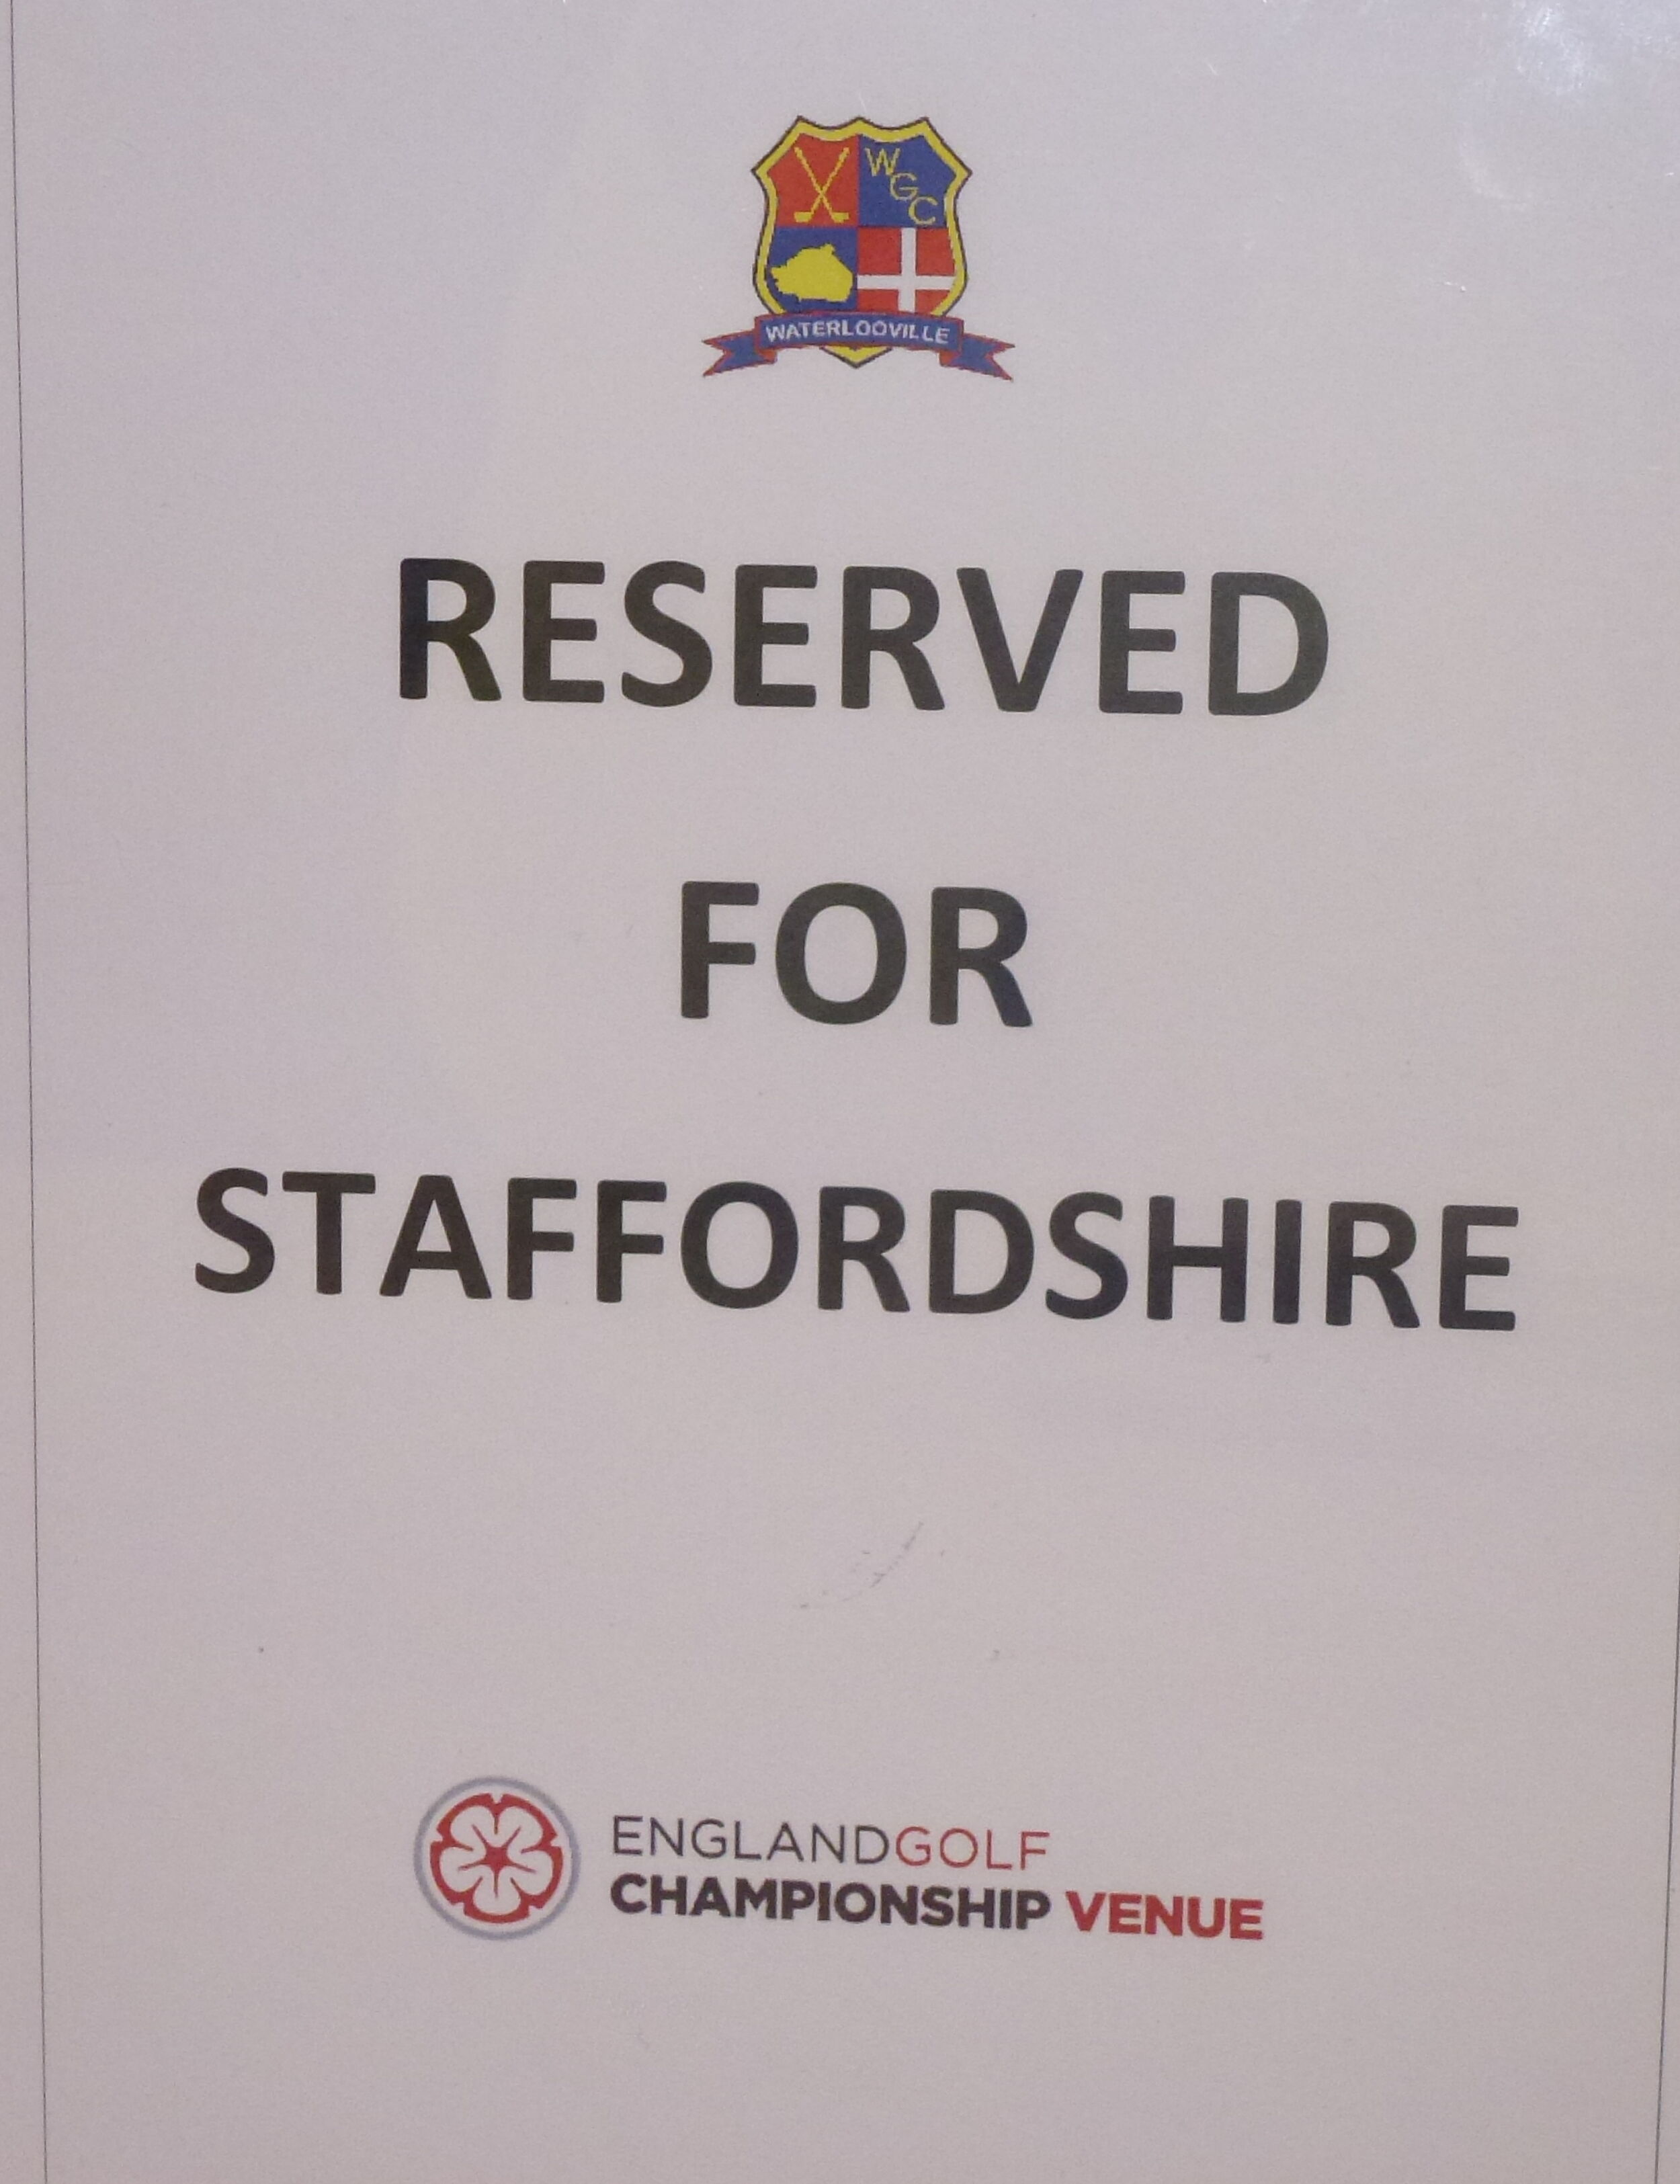 WGC
WATERLOOVILLE
RESERVED
FOR
STAFFORDSHIRE
ENGLANDGOLF
CHAMPIONSHIP VENUE